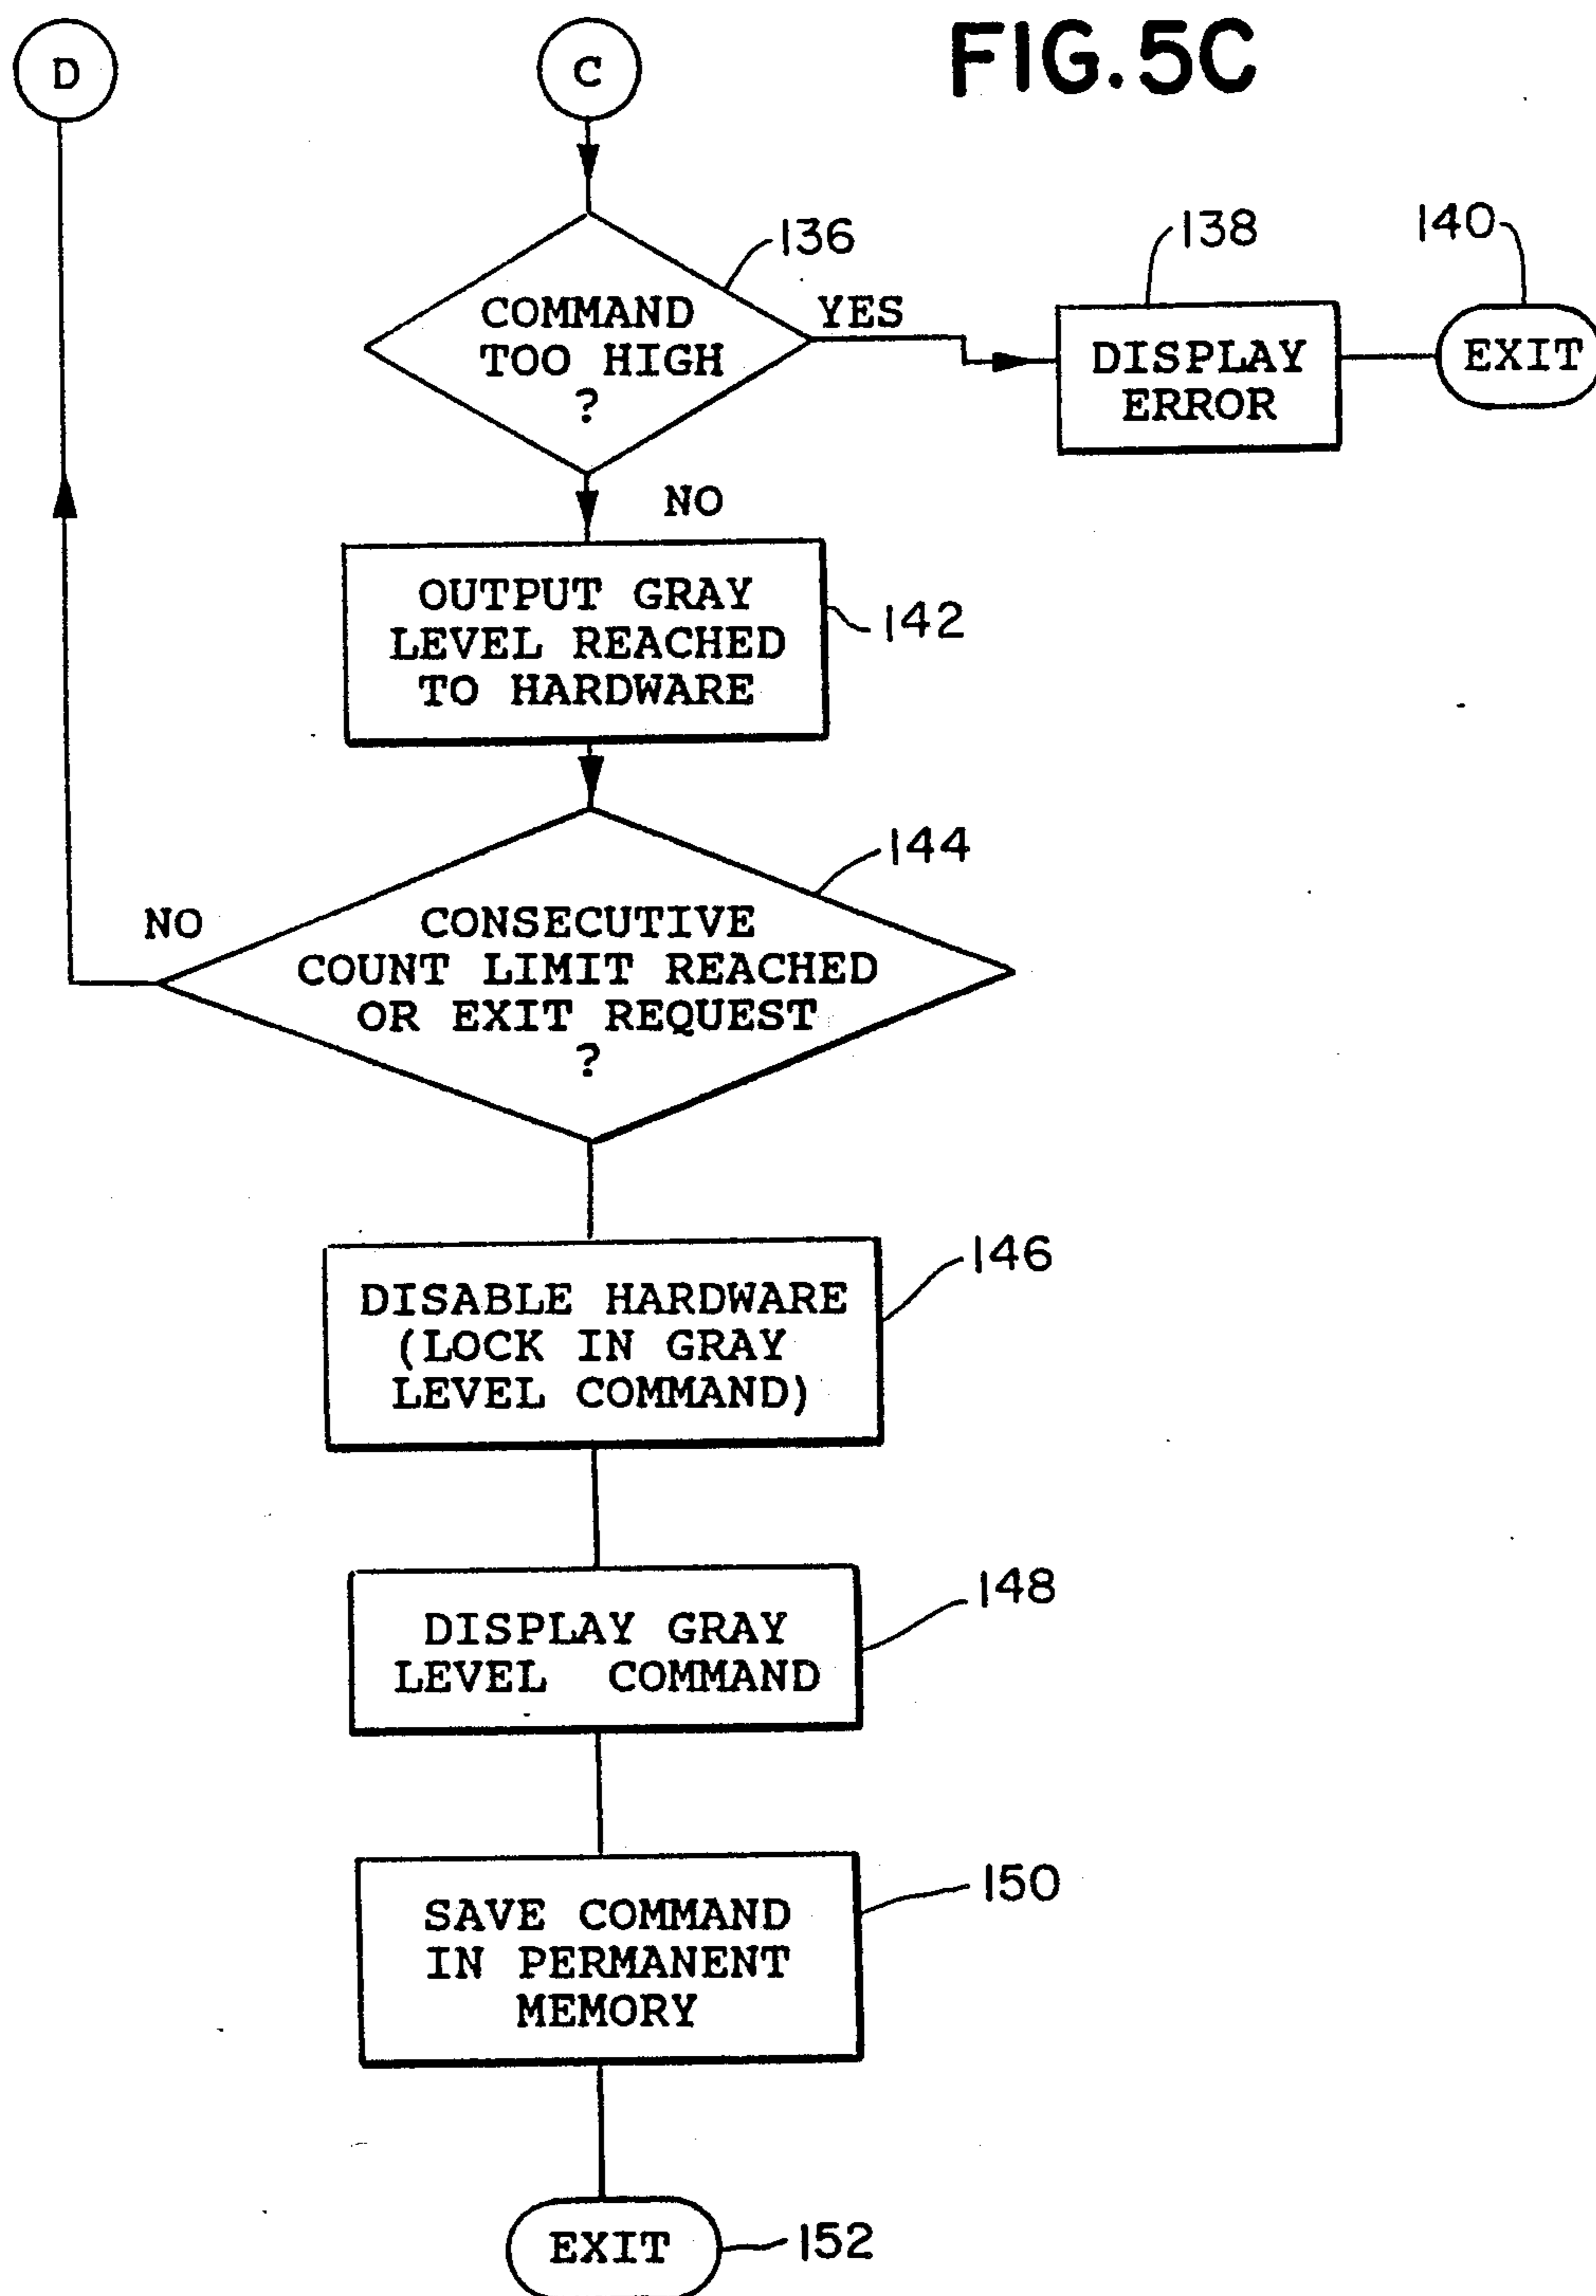 D
C
FIG.5C
136
138
140
COMMAND
TOO HIGH
?
YES
DISPLAY
ERROR
EXIT
NO
OUTPUT GRAY
LEVEL REACHED
TO HARDWARE
142
144
NO
CONSECUTIVE
COUNT LIMIT REACHED
OR EXIT REQUEST
?
146
DISABLE HARDWARE
(LOCK IN GRAY
LEVEL COMMAND)
148
DISPLAY GRAY
LEVEL COMMAND
150
SAVE COMMAND
IN PERMANENT
MEMORY
EXIT
152